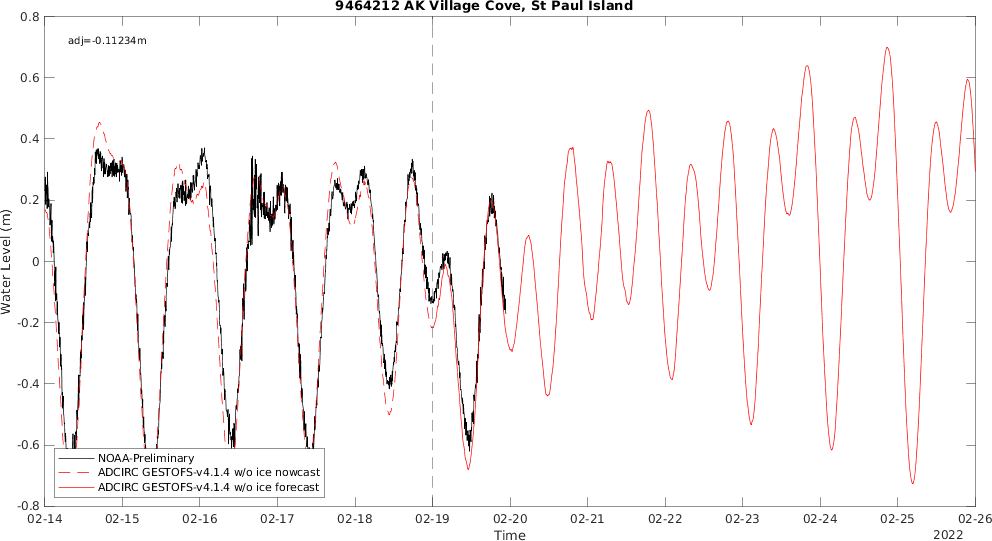 9464212 AK Village Cove, St Paul Island
adj=-0.11234m
Water Level (m)
0.8
0.6
0.4
0.2
0
-0.2
-0.4
-0.6
-0.8
NOAA-Preliminary
ADCIRC GESTOFS-v4.1.4 w/o ice nowcast
ADCIRC GESTOFS-v4.1.4 w/o ice forecast
02-14 02-15 02-16 02-17 02-18 02-19 02-20 02-21 02-22 02-23 02-24 02-25 02-26
Time
2022